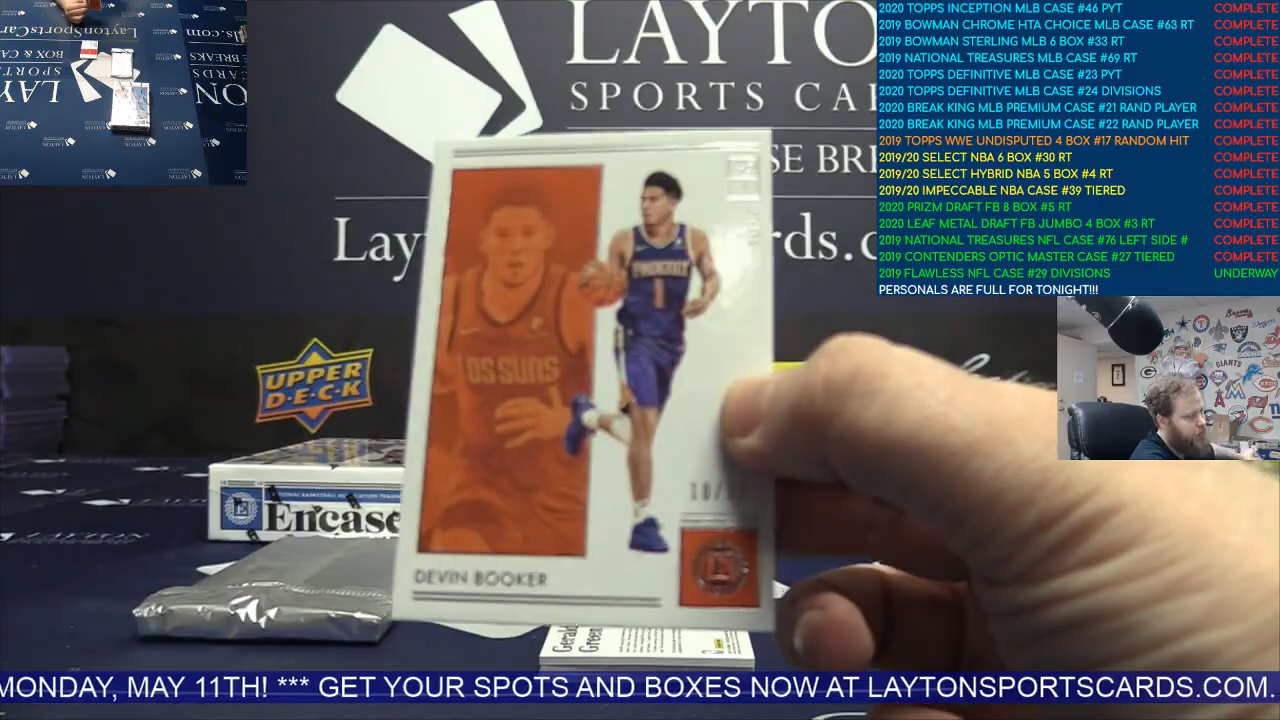 2020 TOPPS INCEPTION MLB CASE #46 PYT COMPLETE
2019 BOWMAN CHROME HTA CHOICE MLB CASE #63 RT COMPLETE
2019 BOWMAN STERLING MLB 6 BOX #33 RT COMPLETE
2019 NATIONAL TREASURES MLB CASE #69 RT COMPLETE
2020 TOPPS DEFINITIVE MLB CASE #23 PYT COMPLETE
2020 TOPPS DEFINITIVE MLB CASE #24 DIVISIONS COMPLETE
2020 BREAK KING MLB PREMIUM CASE #21 RAND PLAYER COMPLETE
2020 BREAK KING MLB PREMIUM CASE #22 RAND PLAYER COMPLETE
2019 TOPPS WWE UNDISPUTED 4 BOX #17 RANDOM HIT COMPLETE
2019/20 SELECT NBA 6 BOX #30 RT COMPLETE
2019/20 SELECT HYBRID NBA 5 BOX #4 RT COMPLETE
2019/20 IMPECCABLE NBA CASE #39 TIERED COMPLETE
2020 PRIZM DRAFT FB 8 BOX #5 RT COMPLETE
2020 LEAF METAL DRAFT FB JUMBO 4 BOX #3 RT COMPLETE
2019 NATIONAL TREASURES NFL CASE #76 LEFT SIDE # COMPLETE
2019 CONTENDERS OPTIC MASTER CASE #27 TIERED COMPLETE
2019 FLAWLESS NFL CASE #29 DIVISIONS UNDERWAY
PERSONALS ARE FULL FOR TONIGHT!!!
LAYTO
SPORTS CA
SE BRE
Lay rds.c
UPPER
D·E·C·K
PHOENIX
1
OS SUNS
DEVIN BOOKER
Encase
Gerald
Green
MONDAY, MAY 11TH! *** GET YOUR SPOTS AND BOXES NOW AT LAYTONSPORTSCARDS.COM.